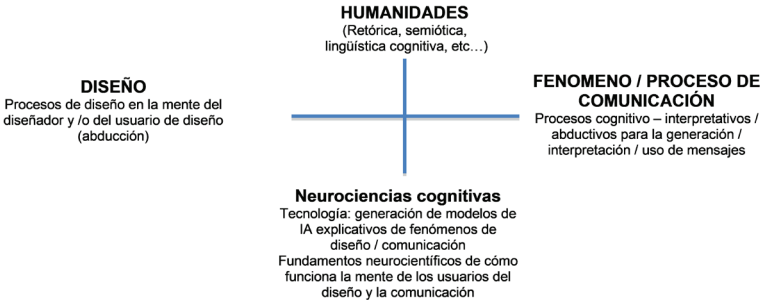 HUMANIDADES
(Retórica, semiótica,
lingüística cognitiva, etc…)
DISEÑO
Procesos de diseño en la mente del
diseñador y /o del usuario de diseño
(abducción)
FENOMENO / PROCESO DE
COMUNICACIÓN
Procesos cognitivo – interpretativos /
abductivos para la generación /
interpretación / uso de mensajes
Neurociencias cognitivas
Tecnología: generación de modelos de
IA explicativos de fenómenos de
diseño / comunicación
Fundamentos neurocientíficos de cómo
funciona la mente de los usuarios del
diseño y la comunicación